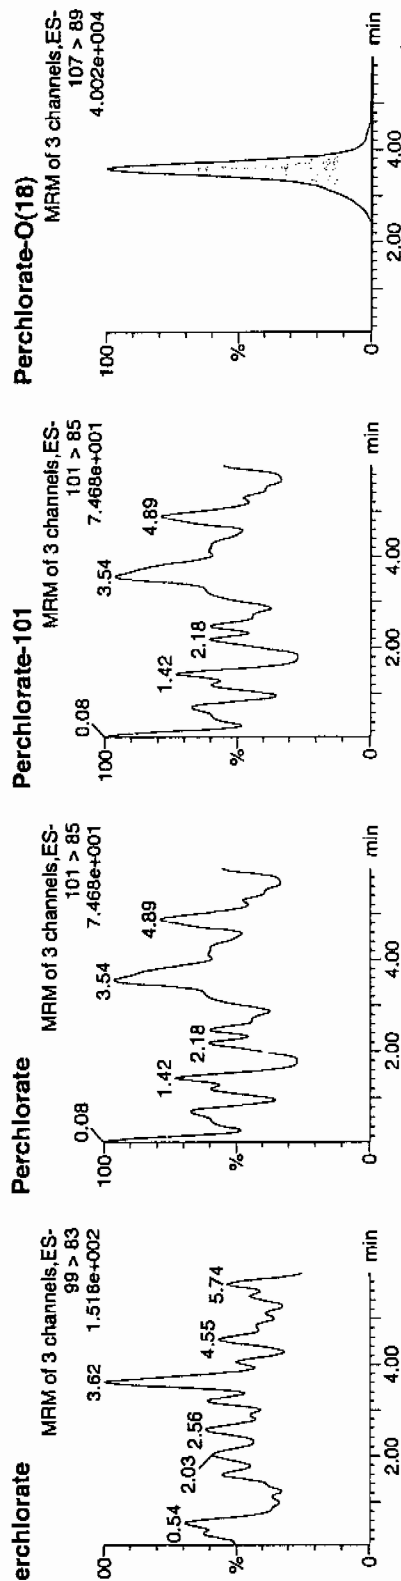 erchlorate
MRM of 3 channels,ES-
99 > 83
1.518e+002
00
%
0
0.54
2.03
2.56
3.62
4.55
5.74
2.00
4.00
min
Perchlorate
MRM of 3 channels,ES-
101 > 85
7.468e+001
100
%
0
0.08
1.42
2.18
3.54
4.89
2.00
4.00
min
Perchlorate-101
MRM of 3 channels,ES-
101 > 85
7.468e+001
100
%
0
0.08
1.42
2.18
3.54
4.89
2.00
4.00
min
Perchlorate-O(18)
MRM of 3 channels,ES-
107 > 89
4.002e+004
100
%
0
2.00
4.00
min